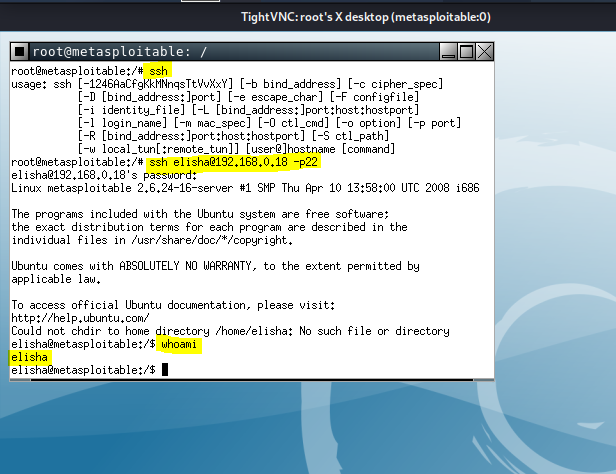 TightVNC: root's X desktop (metasploitable:0)
root@metasploitable: /
root@metasploitable:/# ssh
usage: ssh [-1246AaCfgKkMNnqsTtVvXxY] [-b bind_address] [-c cipher_spec]
[-D [bind_address:]port] [-e escape_char] [-F configfile]
[-i identity_file] [-L [bind_address:]port:host:hostport]
[-l login_name] [-m mac_spec] [-O ctl_cmd] [-o option] [-p port]
[-R [bind_address:]port:host:hostport] [-S ctl_path]
[-w local_tun[:remote_tun]] [user@]hostname [command]
root@metasploitable:/# ssh elisha@192.168.0.18 -p22
elisha@192.168.0.18's password:
Linux metasploitable 2.6.24-16-server #1 SMP Thu Apr 10 13:58:00 UTC 2008 i686
The programs included with the Ubuntu system are free software;
the exact distribution terms for each program are described in the
individual files in /usr/share/doc/*/copyright.
Ubuntu comes with ABSOLUTELY NO WARRANTY, to the extent permitted by
applicable law.
To access official Ubuntu documentation, please visit:
http://help.ubuntu.com/
Could not chdir to home directory /home/elisha: No such file or directory
elisha@metasploitable:/$ whoami
elisha
elisha@metasploitable:/$